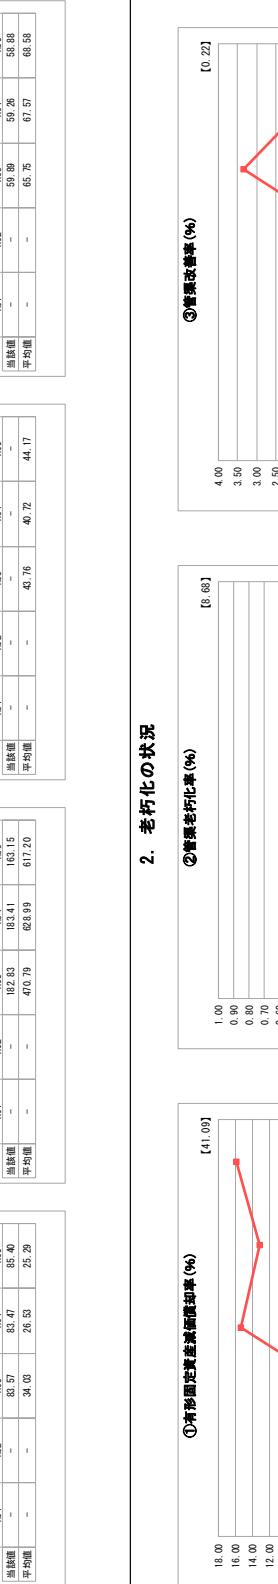 当該値 - - 83.57 83.47 85.40
平均値 - - 34.03 26.53 25.29
当該値 - - 182.83 183.41 163.15
平均値 - - 470.79 628.99 617.20
当該値 - - - - -
平均値 - - 43.76 40.72 44.17
当該値 - - 59.89 59.26 58.88
平均値 - - 65.75 67.57 68.58
2. 老朽化の状況
①有形固定資産減価償却率(%)
【41.09】
18.00
16.00
14.00
12.00
②管渠老朽化率(%)
【8.68】
1.00
0.90
0.80
0.70
③管渠改善率(%)
【0.22】
4.00
3.50
3.00
2.50